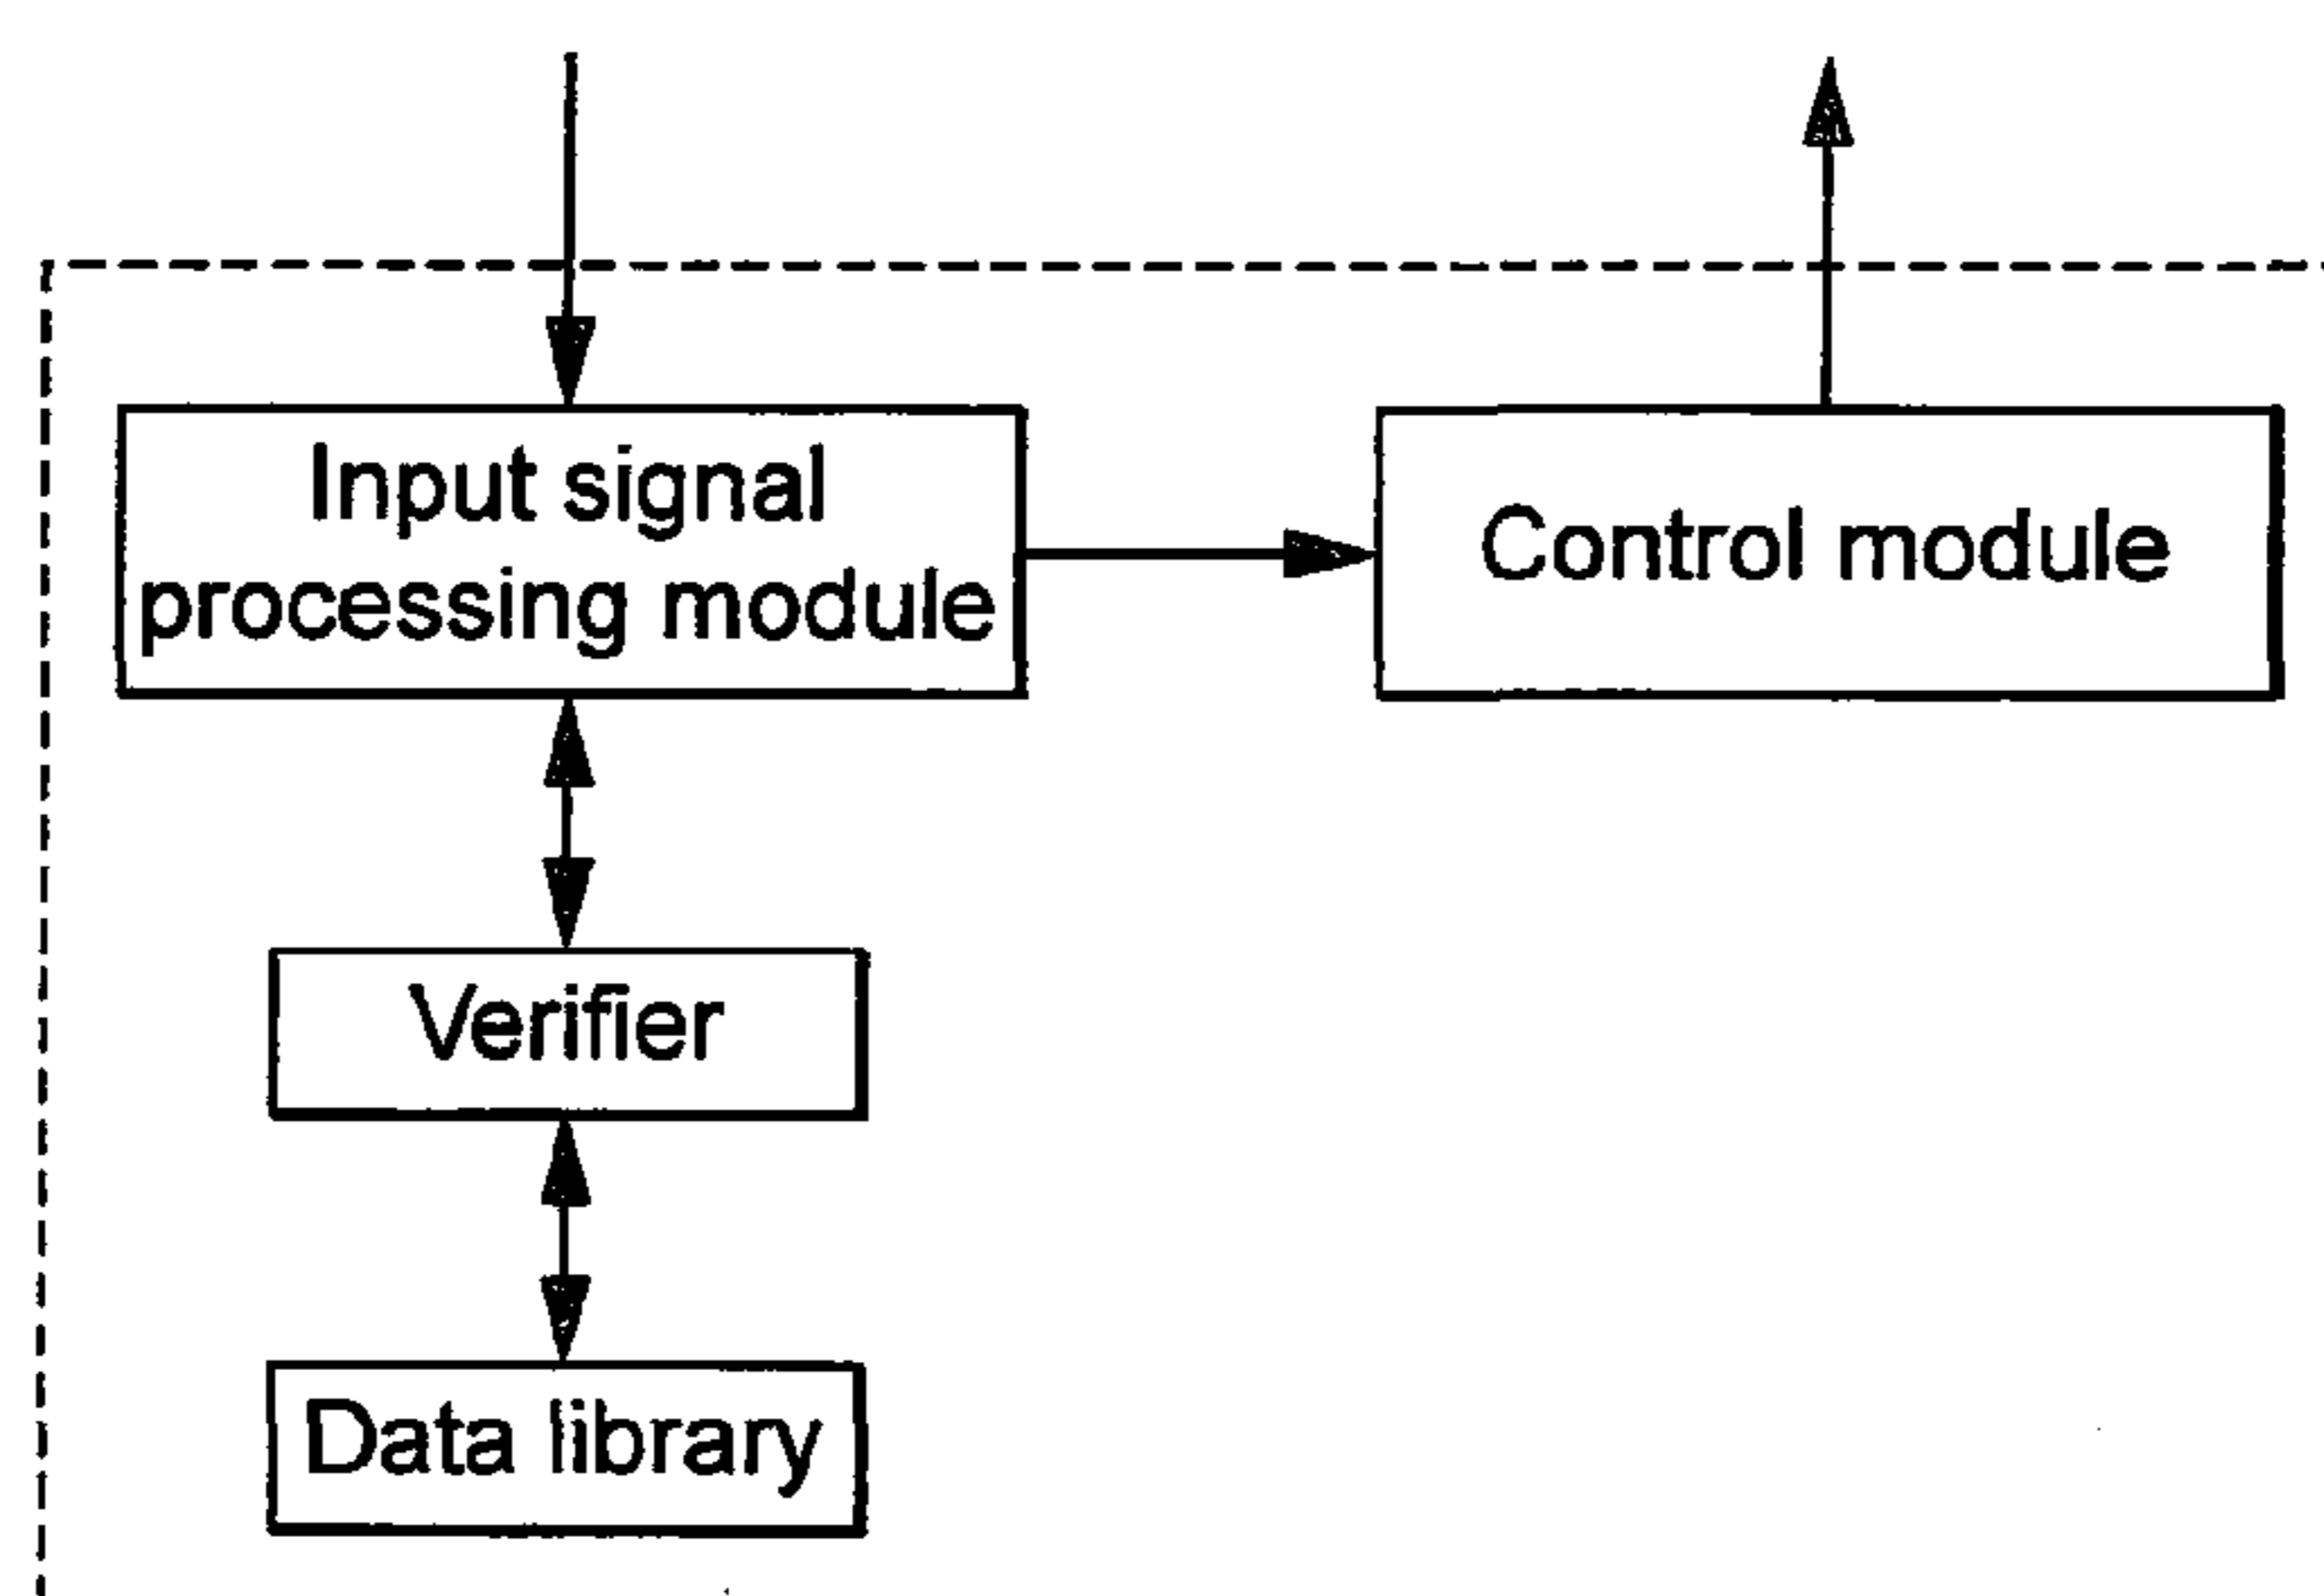 Input signal
processing module
Control module
Verifier
Data library